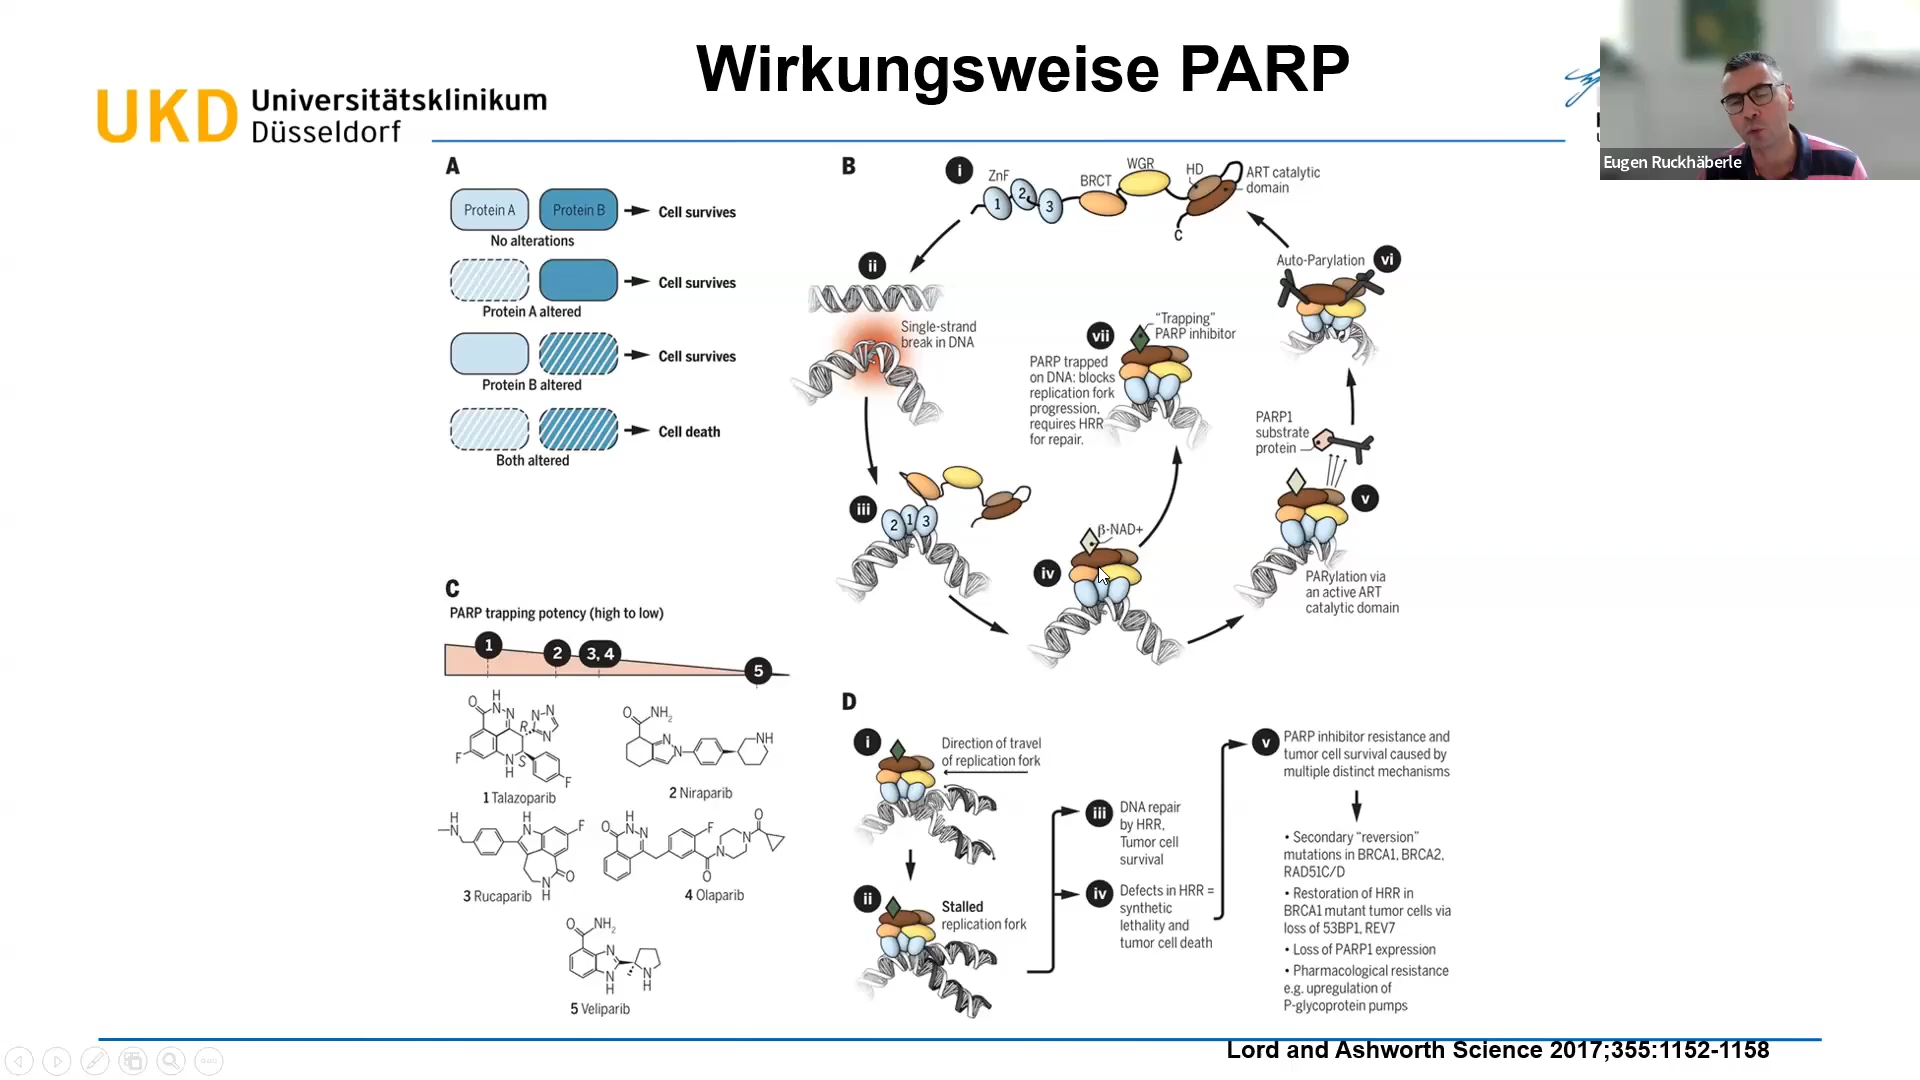 Wirkungsweise PARP
UKD Universitätsklinikum
Düsseldorf
Eugen Ruckhäberle
A
Protein A
Protein B
Cell survives
No alterations
Cell survives
Protein A altered
Cell survives
Protein B altered
Cell death
Both altered
B
i
ZnF
1
2
3
BRCT
WGR
HD
ART catalytic
domain
C
ii
Single-strand
break in DNA
iii
2 1 3
iv
β-NAD+
v
PARylation via
an active ART
catalytic domain
PARP1
substrate
protein
vi
Auto-Parylation
vii
"Trapping"
PARP inhibitor
PARP trapped
on DNA: blocks
replication fork
progression,
requires HRR
for repair.
C
PARP trapping potency (high to low)
1
2
3, 4
5
O
H
N
N
N
N
N
R
S
F
N
H
F
1 Talazoparib
O
NH2
N
N
NH
2 Niraparib
H
N
H
N
F
O
N
H
3 Rucaparib
O
H
N
N
F
O
N
N
O
4 Olaparib
O
NH2
N
N
H
N
H
5 Veliparib
D
i
Direction of travel
of replication fork
ii
Stalled
replication fork
iii
DNA repair
by HRR,
Tumor cell
survival
iv
Defects in HRR =
synthetic
lethality and
tumor cell death
v
PARP inhibitor resistance and
tumor cell survival caused by
multiple distinct mechanisms
• Secondary "reversion"
mutations in BRCA1, BRCA2,
RAD51C/D
• Restoration of HRR in
BRCA1 mutant tumor cells via
loss of 53BP1, REV7
• Loss of PARP1 expression
• Pharmacological resistance
e.g. upregulation of
P-glycoprotein pumps
Lord and Ashworth Science 2017;355:1152-1158